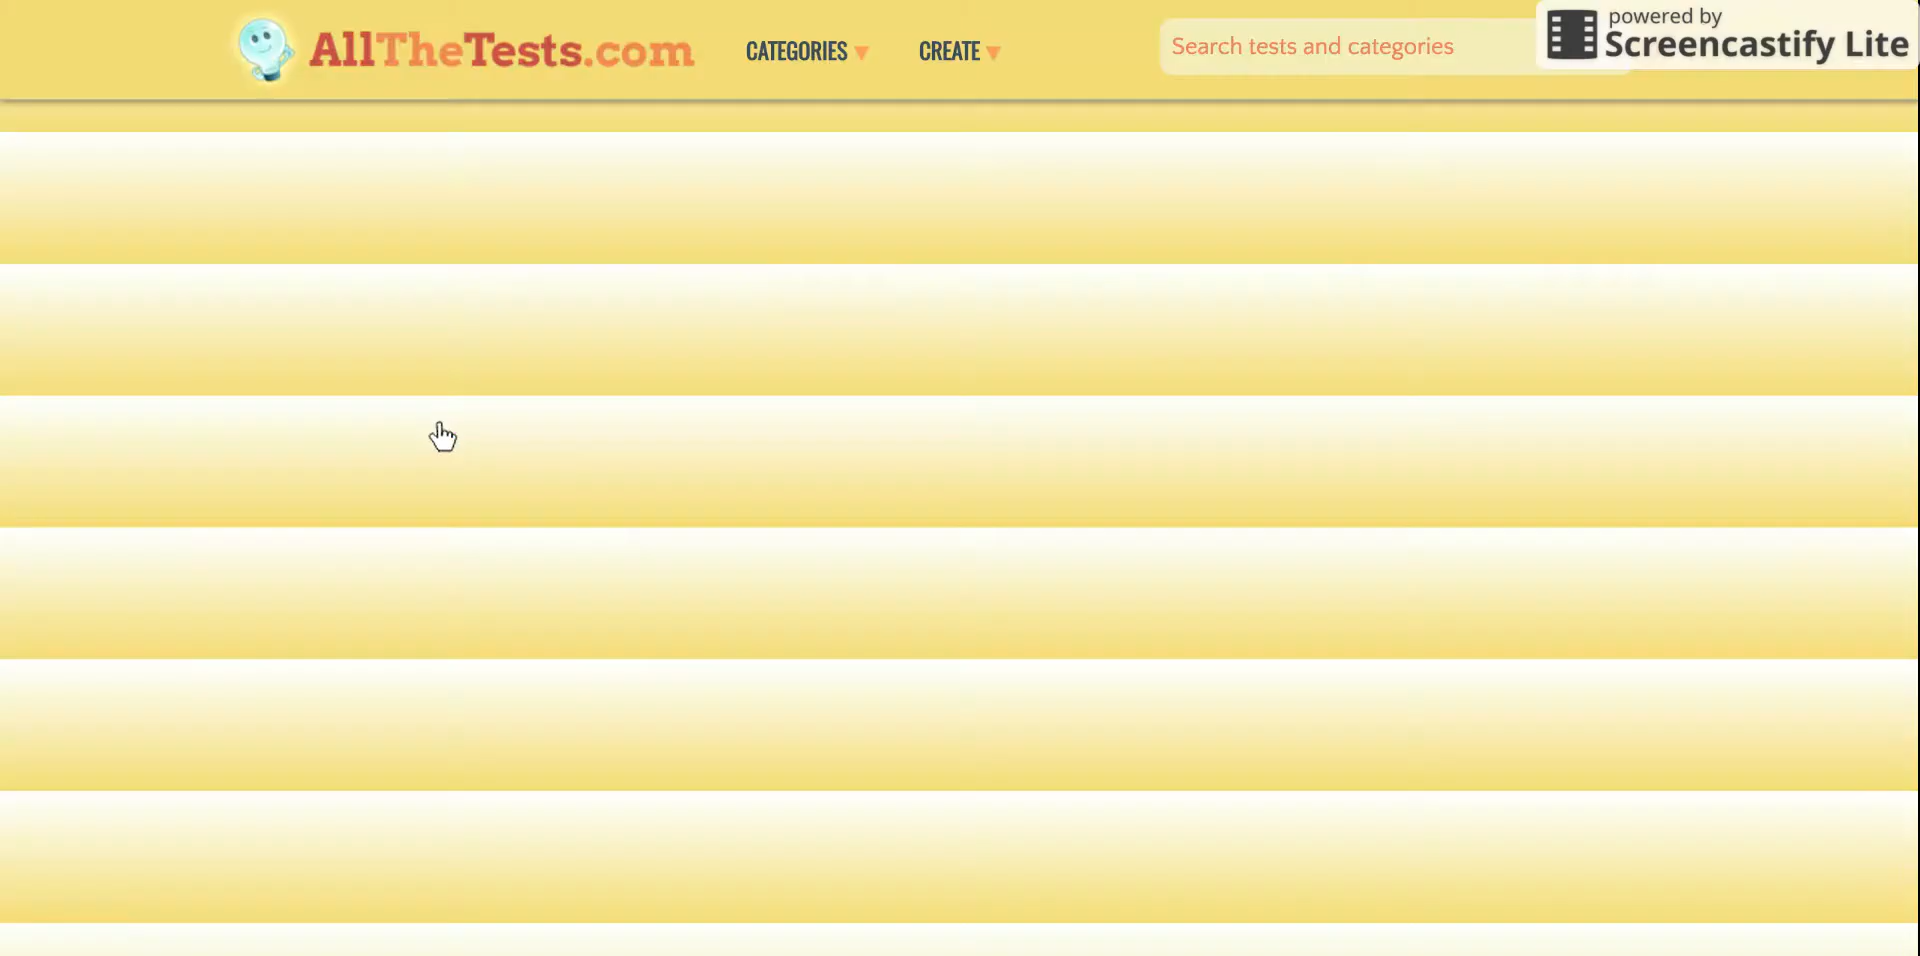 AllTheTests.com
CATEGORIES
CREATE
Search tests and categories
powered by
Screencastify Lite